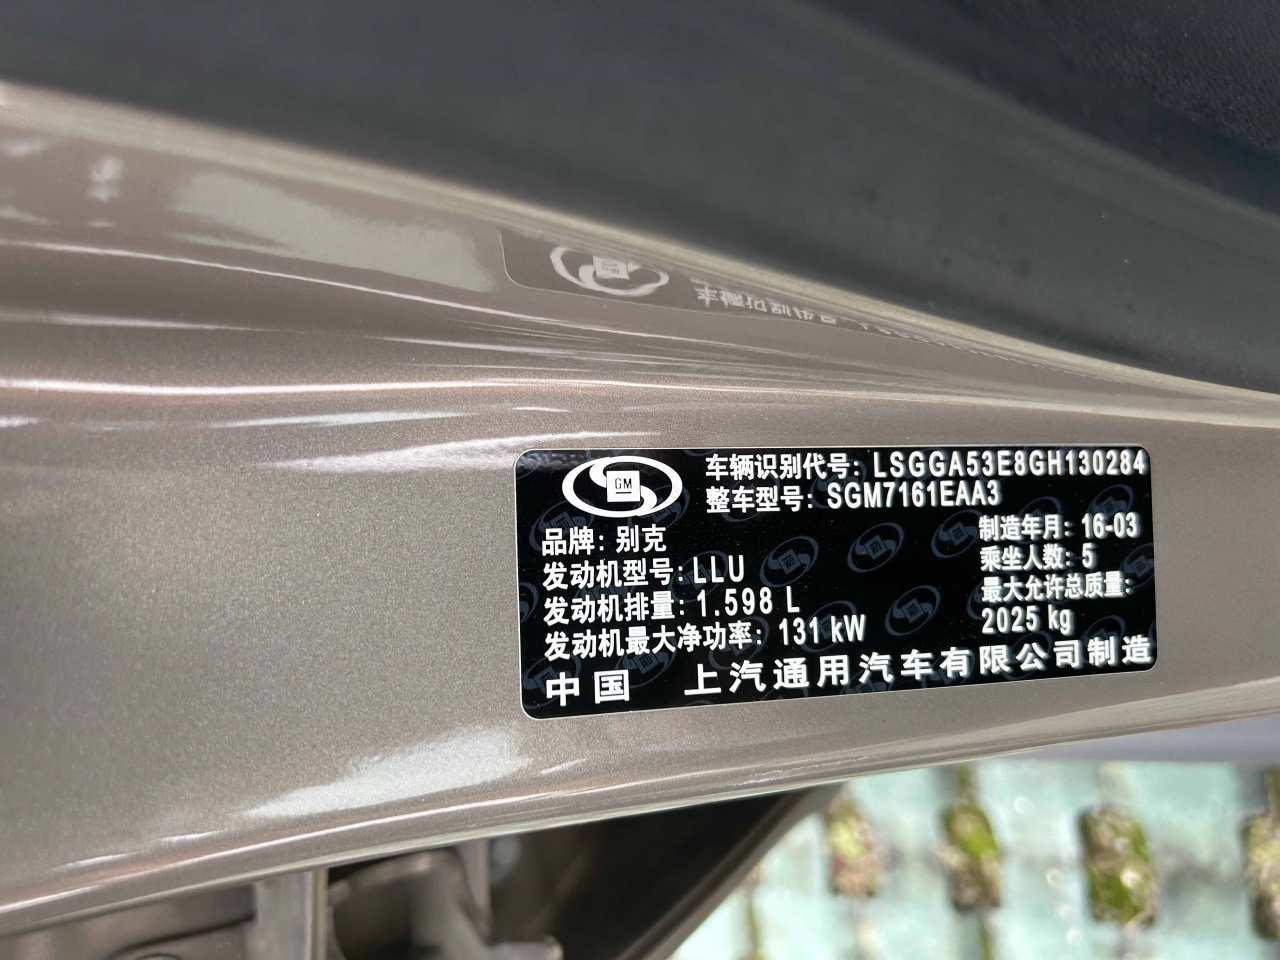 GM
车辆识别代号: LSGGA53E8GH130284
整车型号: SGM7161EAA3
品牌: 别克
制造年月: 16-03
发动机型号: LLU
乘坐人数: 5
发动机排量: 1.598 L
最大允许总质量:
2025 kg
发动机最大净功率: 131 kW
中国 上汽通用汽车有限公司制造